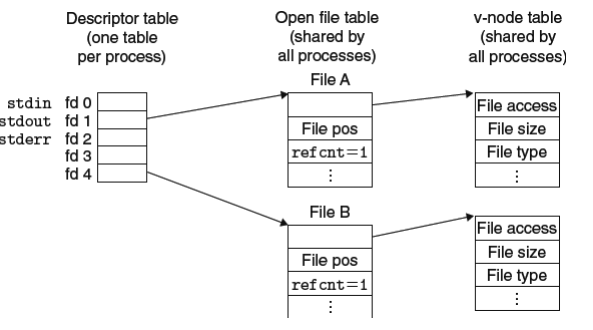 Descriptor table
(one table
per process)
Open file table
(shared by
all processes)
v-node table
(shared by
all processes)
stdin fd 0
stdout fd 1
stderr fd 2
fd 3
fd 4
File A
File pos
refcnt=1
⋮
File access
File size
File type
⋮
File B
File pos
refcnt=1
⋮
File access
File size
File type
⋮